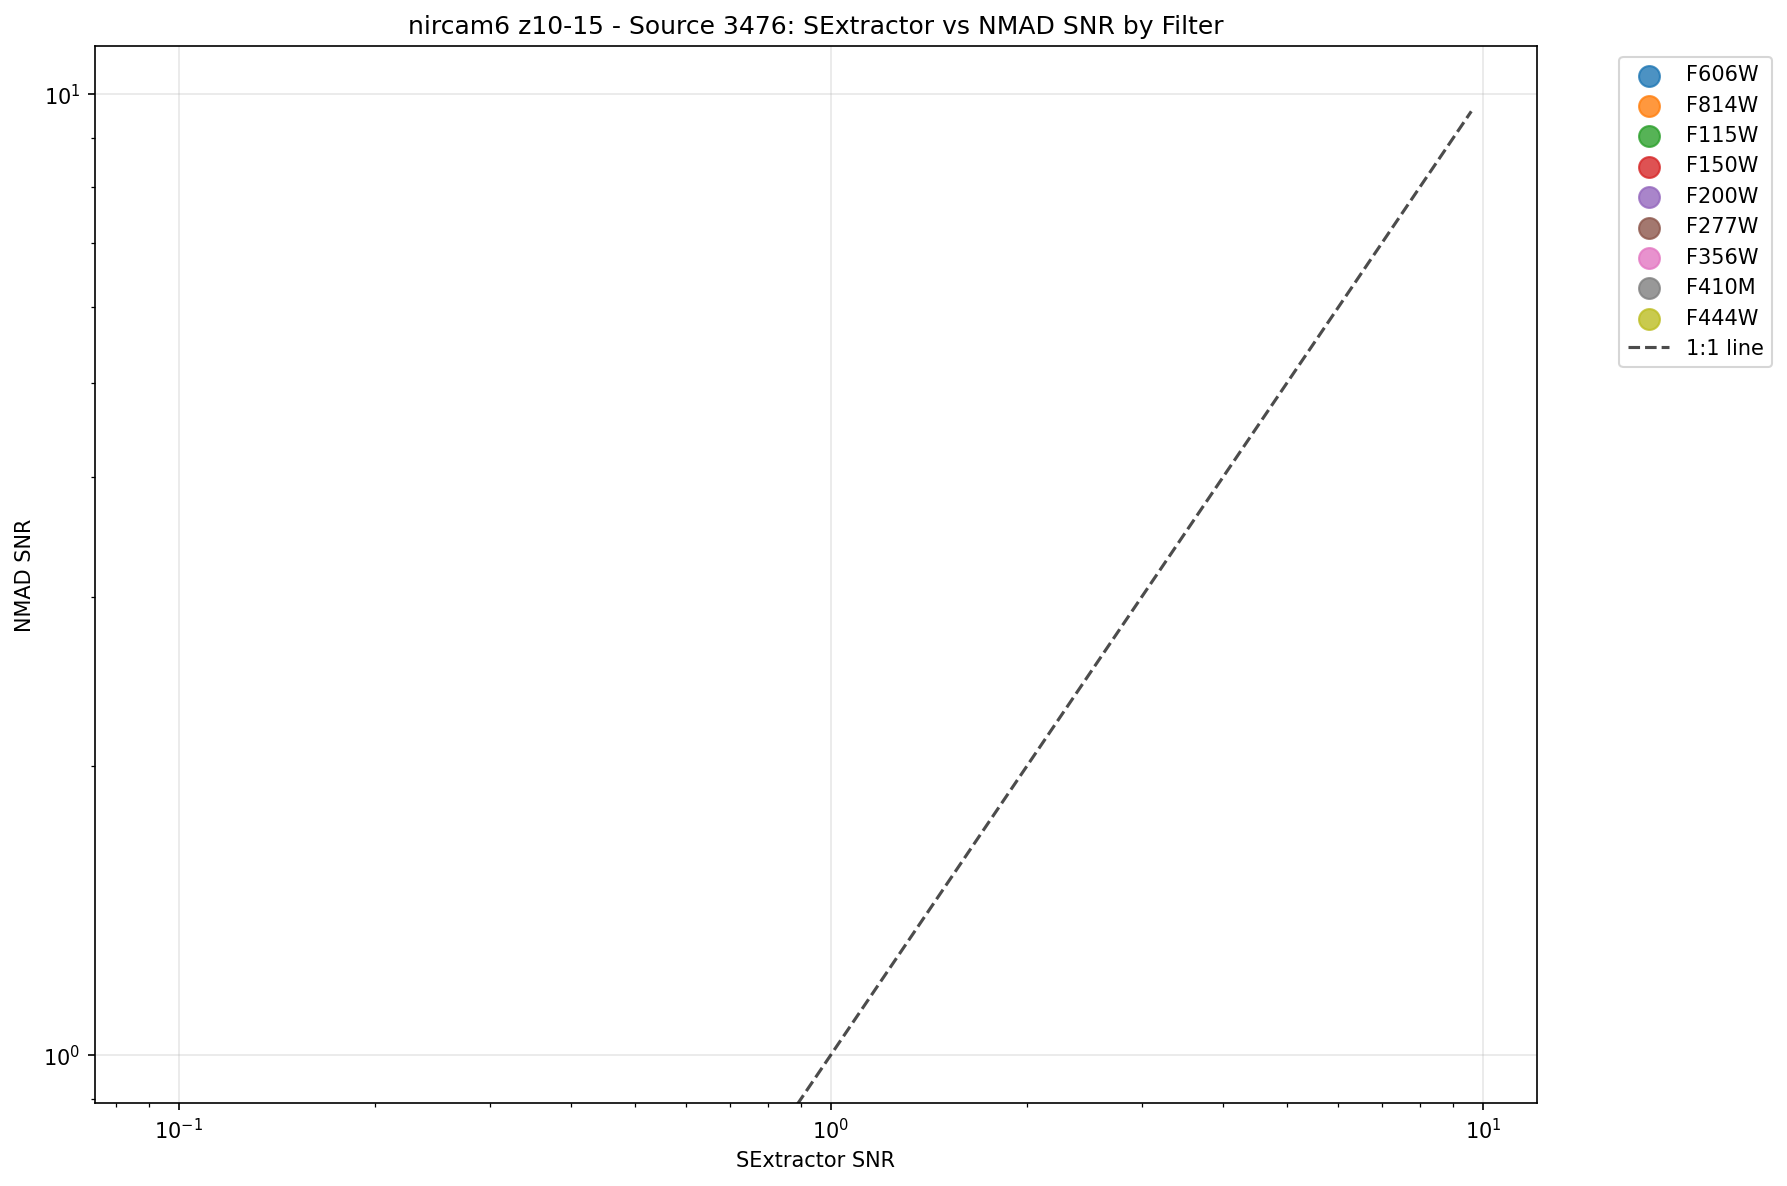 nircam6 z10-15 - Source 3476: SExtractor vs NMAD SNR by Filter
F606W
F814W
F115W
F150W
F200W
F277W
F356W
F410M
F444W
1:1 line
NMAD SNR
10¹
10⁰
10⁻¹
10⁰
10¹
SExtractor SNR